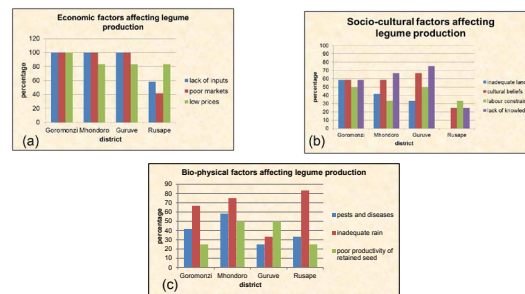 Economic factors affecting legume
production
120
100
80
60
40
20
0
percentage
Goromonzi Mhondoro Guruve Rusape
district
lack of inputs
poor markets
low prices
(a)
Socio-cultural factors affecting
legume production
90
80
70
60
50
40
30
20
10
0
percentage
Goromonzi Mhondoro Guruve Rusape
district
inadequate land
cultural beliefs
labour constrain
lack of knowled
(b)
Bio-physical factors affecting legume production
90
80
70
60
50
40
30
20
10
0
percentage
Goromonzi Mhondoro Guruve Rusape
district
pests and diseases
inadequate rain
poor productivity of
retained seed
(c)